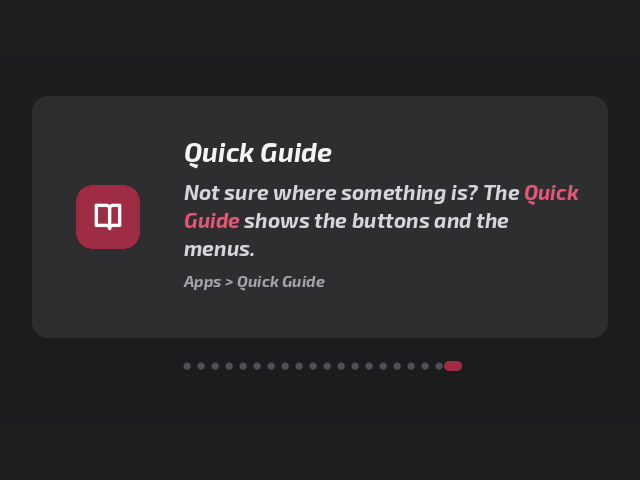 Quick Guide
Not sure where something is? The Quick
Guide shows the buttons and the
menus.
Apps > Quick Guide